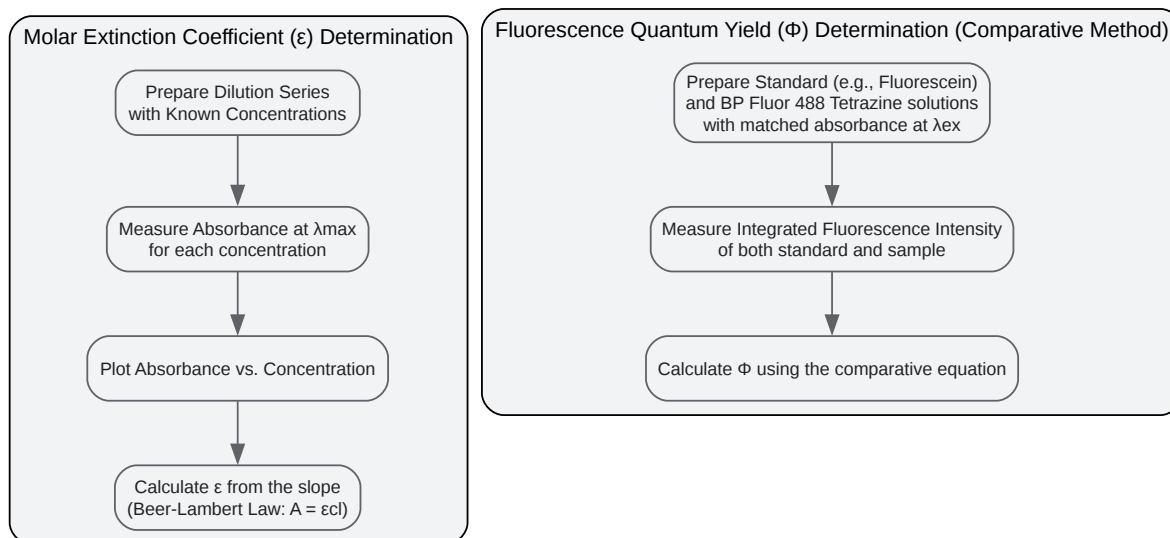 Molar Extinction Coefficient (ε) Determination
Prepare Dilution Series
with Known Concentrations
Measure Absorbance at λmax
for each concentration
Plot Absorbance vs. Concentration
Calculate ε from the slope
(Beer-Lambert Law: A = εcl)
Fluorescence Quantum Yield (Φ) Determination (Comparative Method)
Prepare Standard (e.g., Fluorescein)
and BP Fluor 488 Tetrazine solutions
with matched absorbance at λex
Measure Integrated Fluorescence Intensity
of both standard and sample
Calculate Φ using the comparative equation